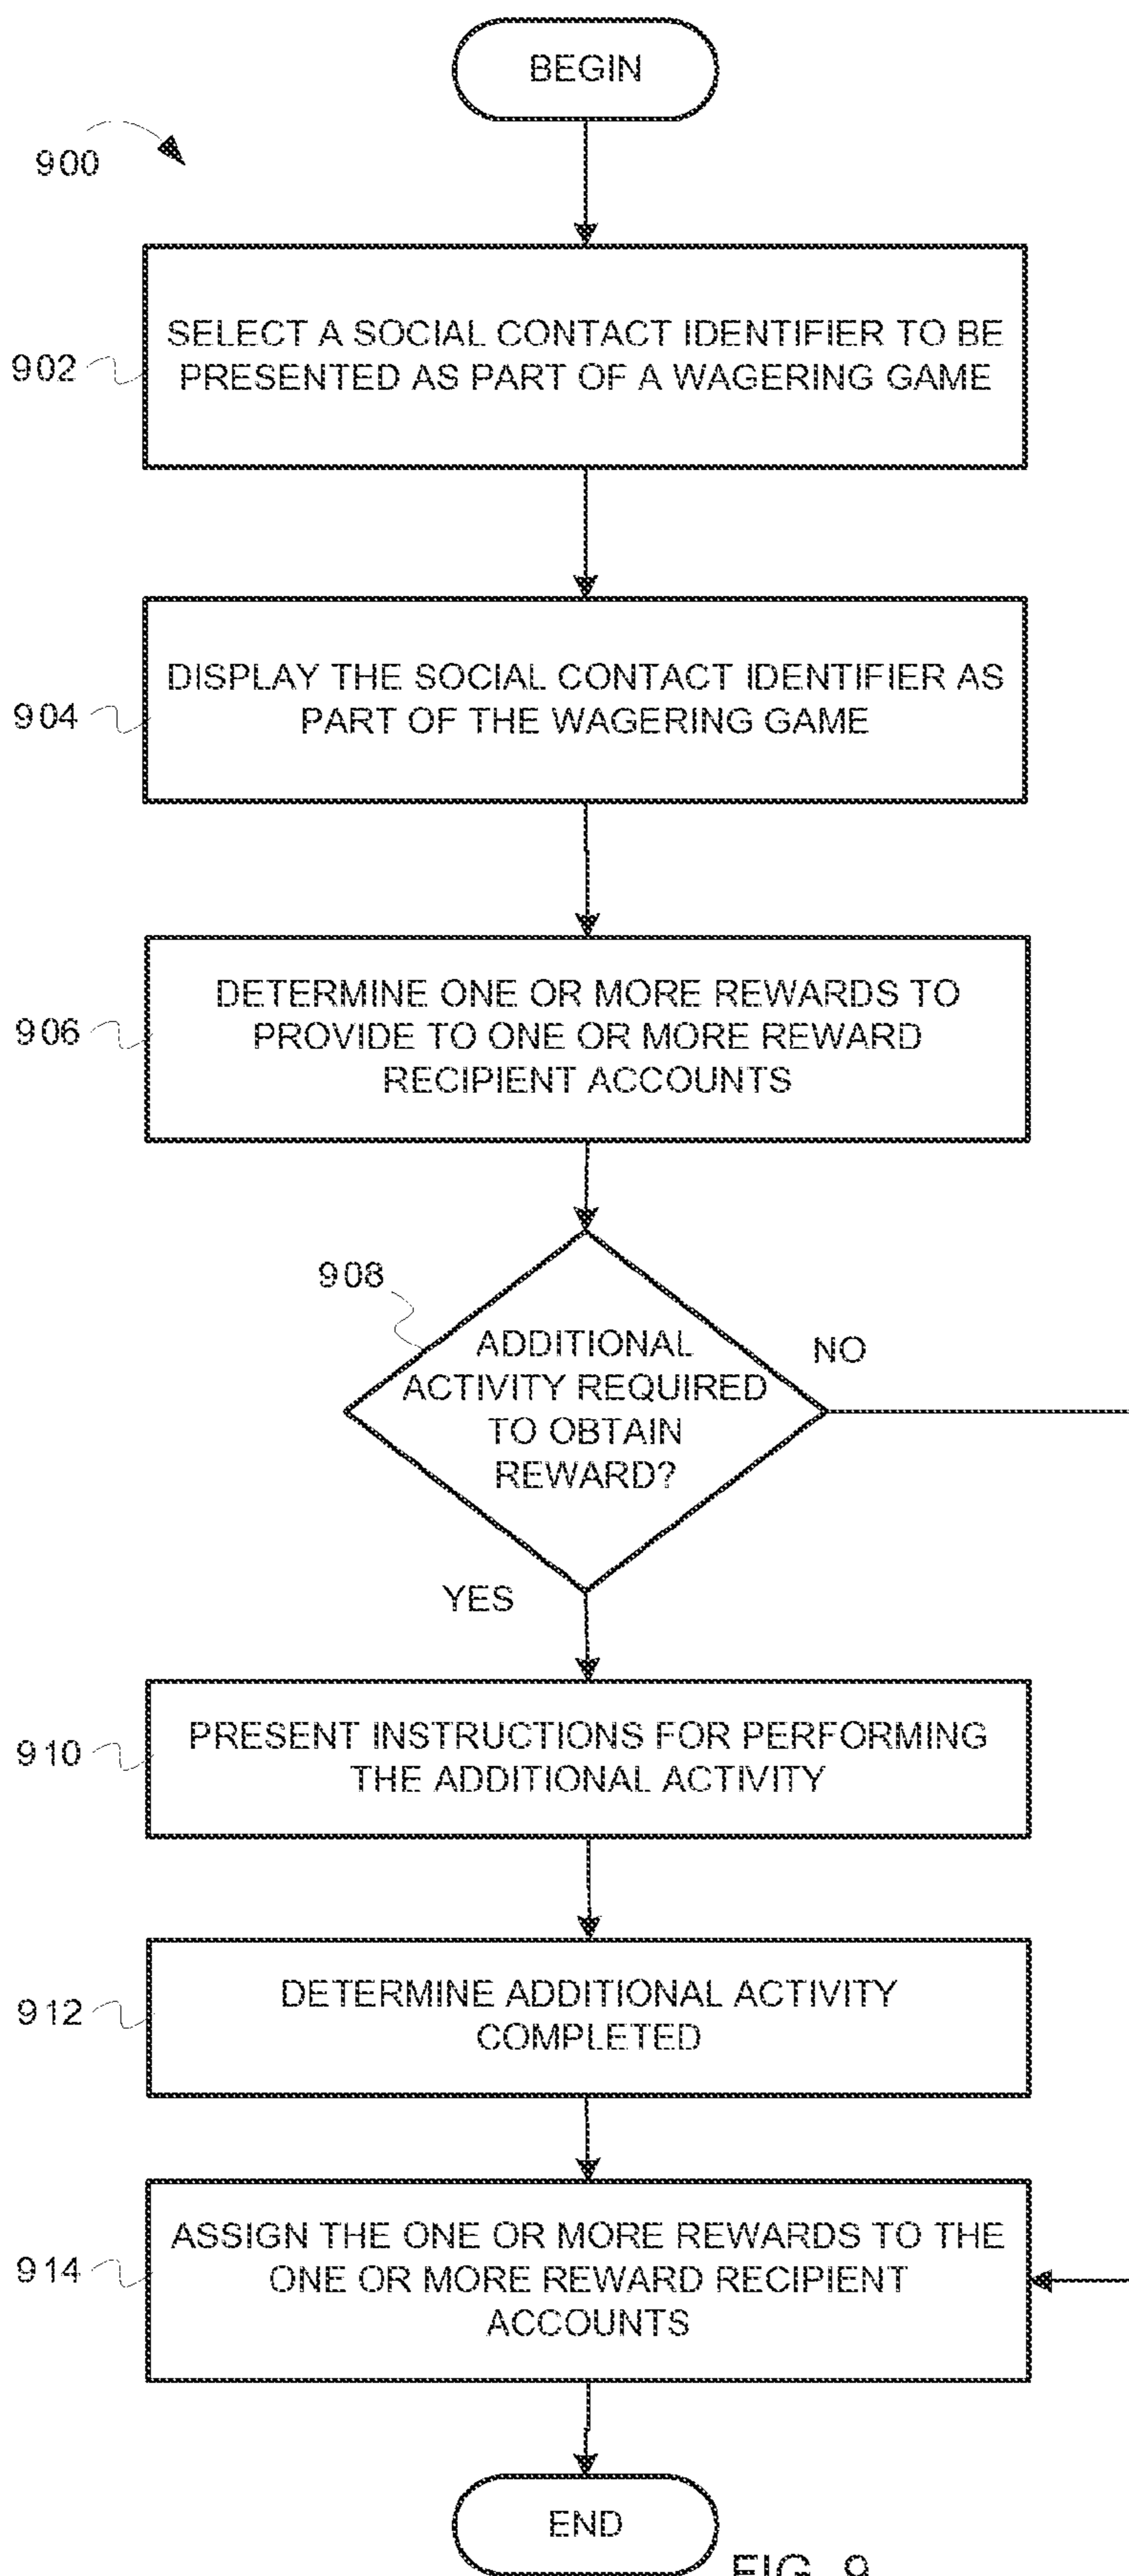 BEGIN
900
902
SELECT A SOCIAL CONTACT IDENTIFIER TO BE
PRESENTED AS PART OF A WAGERING GAME
904
DISPLAY THE SOCIAL CONTACT IDENTIFIER AS
PART OF THE WAGERING GAME
906
DETERMINE ONE OR MORE REWARDS TO
PROVIDE TO ONE OR MORE REWARD
RECIPIENT ACCOUNTS
908
ADDITIONAL
ACTIVITY REQUIRED
TO OBTAIN
REWARD?
NO
YES
910
PRESENT INSTRUCTIONS FOR PERFORMING
THE ADDITIONAL ACTIVITY
912
DETERMINE ADDITIONAL ACTIVITY
COMPLETED
914
ASSIGN THE ONE OR MORE REWARDS TO THE
ONE OR MORE REWARD RECIPIENT
ACCOUNTS
END
FIG. 9